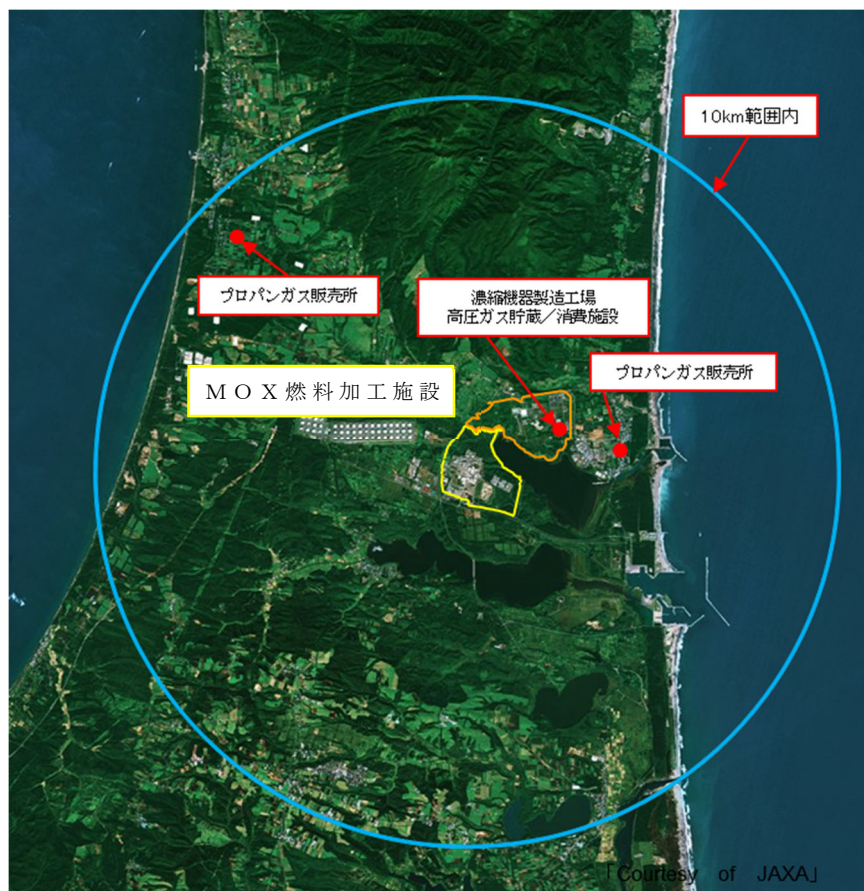 10km範囲内
プロパンガス販売所
濃縮機器製造工場
高圧ガス貯蔵/消費施設
プロパンガス販売所
MOX燃料加工施設
「Courtesy of JAXA」